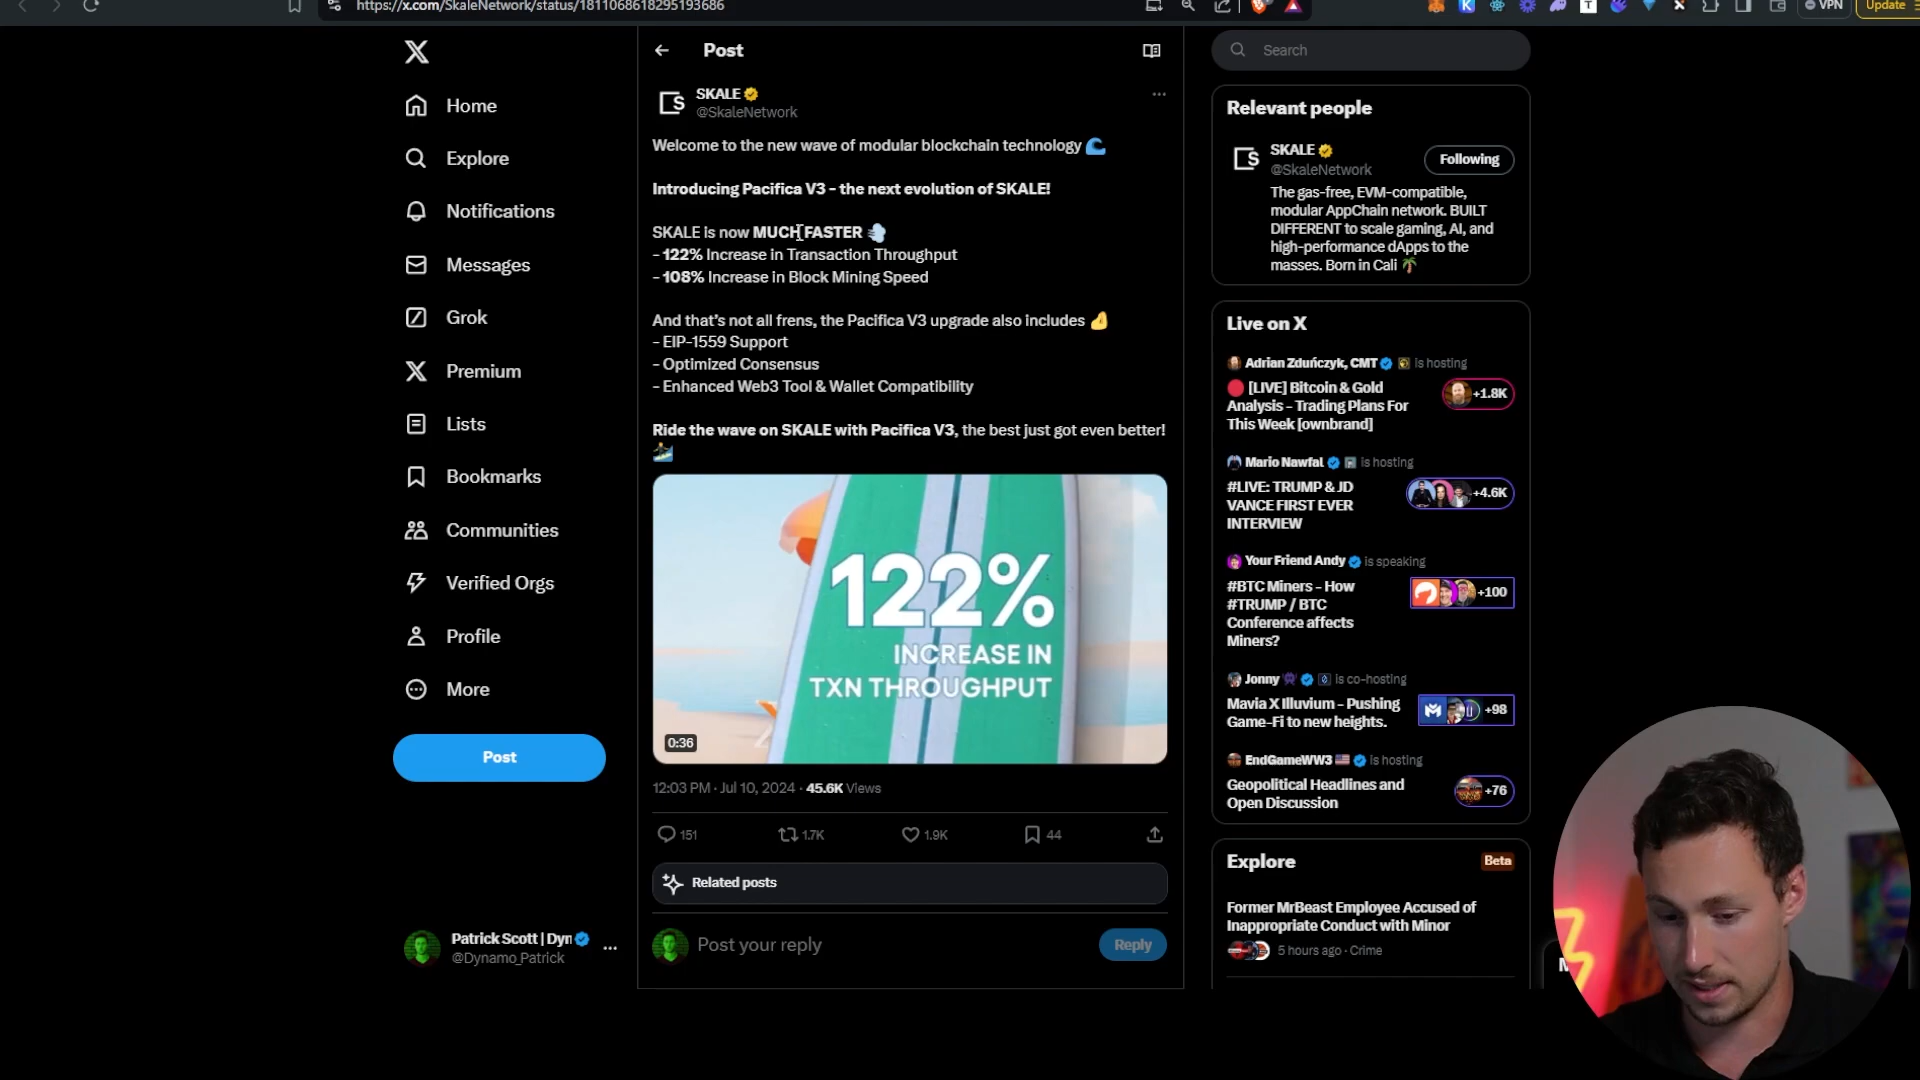 https://x.com/SkaleNetwork/status/1811068618295193686
VPN
Update
Home
Explore
Notifications
Messages
Grok
Premium
Lists
Bookmarks
Communities
Verified Orgs
Profile
More
Post
Patrick Scott | Dyn
@Dynamo_Patrick
Post
SKALE
@SkaleNetwork
Welcome to the new wave of modular blockchain technology
Introducing Pacifica V3 - the next evolution of SKALE!
SKALE is now MUCH FASTER
- 122% Increase in Transaction Throughput
- 108% Increase in Block Mining Speed
And that's not all frens, the Pacifica V3 upgrade also includes
- EIP-1559 Support
- Optimized Consensus
- Enhanced Web3 Tool & Wallet Compatibility
Ride the wave on SKALE with Pacifica V3, the best just got even better!
122%
INCREASE IN
TXN THROUGHPUT
0:36
12:03 PM · Jul 10, 2024 · 45.6K Views
151 1.7K 1.9K 44
Related posts
Post your reply
Reply
Search
Relevant people
SKALE
@SkaleNetwork
Following
The gas-free, EVM-compatible,
modular AppChain network. BUILT
DIFFERENT to scale gaming, AI, and
high-performance dApps to the
masses. Born in Cali
Live on X
Adrian Zduńczyk, CMT is hosting
[LIVE] Bitcoin & Gold
Analysis - Trading Plans For
This Week [ownbrand]
+1.8K
Mario Nawfal is hosting
#LIVE: TRUMP & JD
VANCE FIRST EVER
INTERVIEW
+4.6K
Your Friend Andy is speaking
#BTC Miners - How
#TRUMP / BTC
Conference affects
Miners?
+100
Jonny is co-hosting
Mavia X Illuvium - Pushing
Game-Fi to new heights.
+98
EndGameWW3 is hosting
Geopolitical Headlines and
Open Discussion
+76
Explore
Beta
Former MrBeast Employee Accused of
Inappropriate Conduct with Minor
5 hours ago · Crime